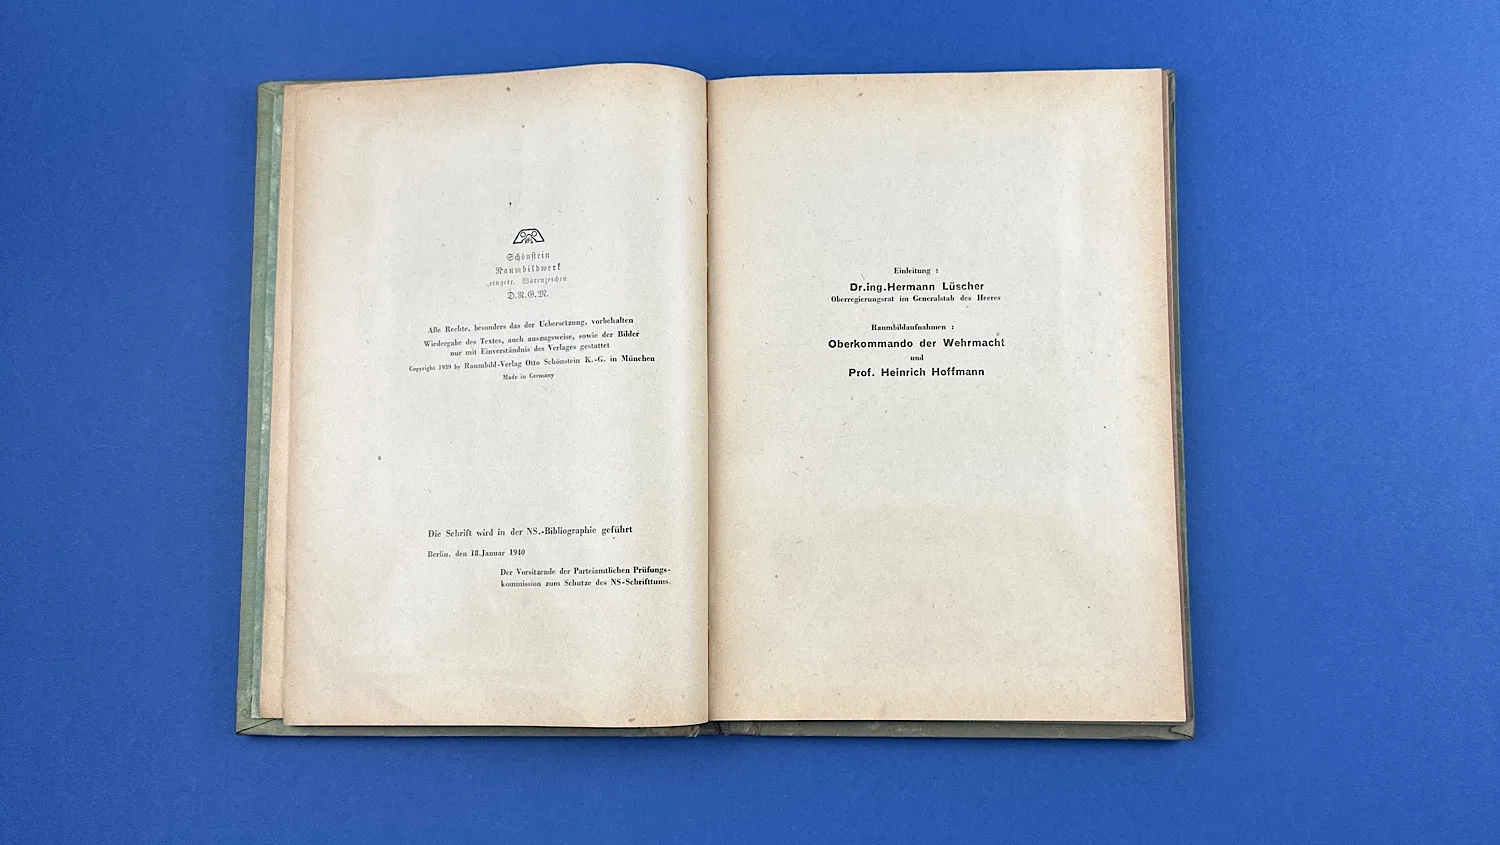 Schönstein
Raumbildwerk
eingetr. Warenzeichen
D.R.G.M.
Alle Rechte, besonders das der Uebersetzung, vorbehalten
Wiedergabe des Textes, auch auszugsweise, sowie der Bilder
nur mit Einverständnis des Verlages gestattet
Copyright 1939 by Raumbild-Verlag Otto Schönstein K.-G. in München
Made in Germany
Die Schrift wird in der NS.-Bibliographie geführt
Berlin, den 18.Januar 1940
Der Vorsitzende der Parteiamtlichen Prüfungs-
kommission zum Schutze des NS-Schrifttums.
Einleitung :
Dr.ing.Hermann Lüscher
Oberregierungsrat im Generalstab des Heeres
Raumbildaufnahmen :
Oberkommando der Wehrmacht
und
Prof. Heinrich Hoffmann